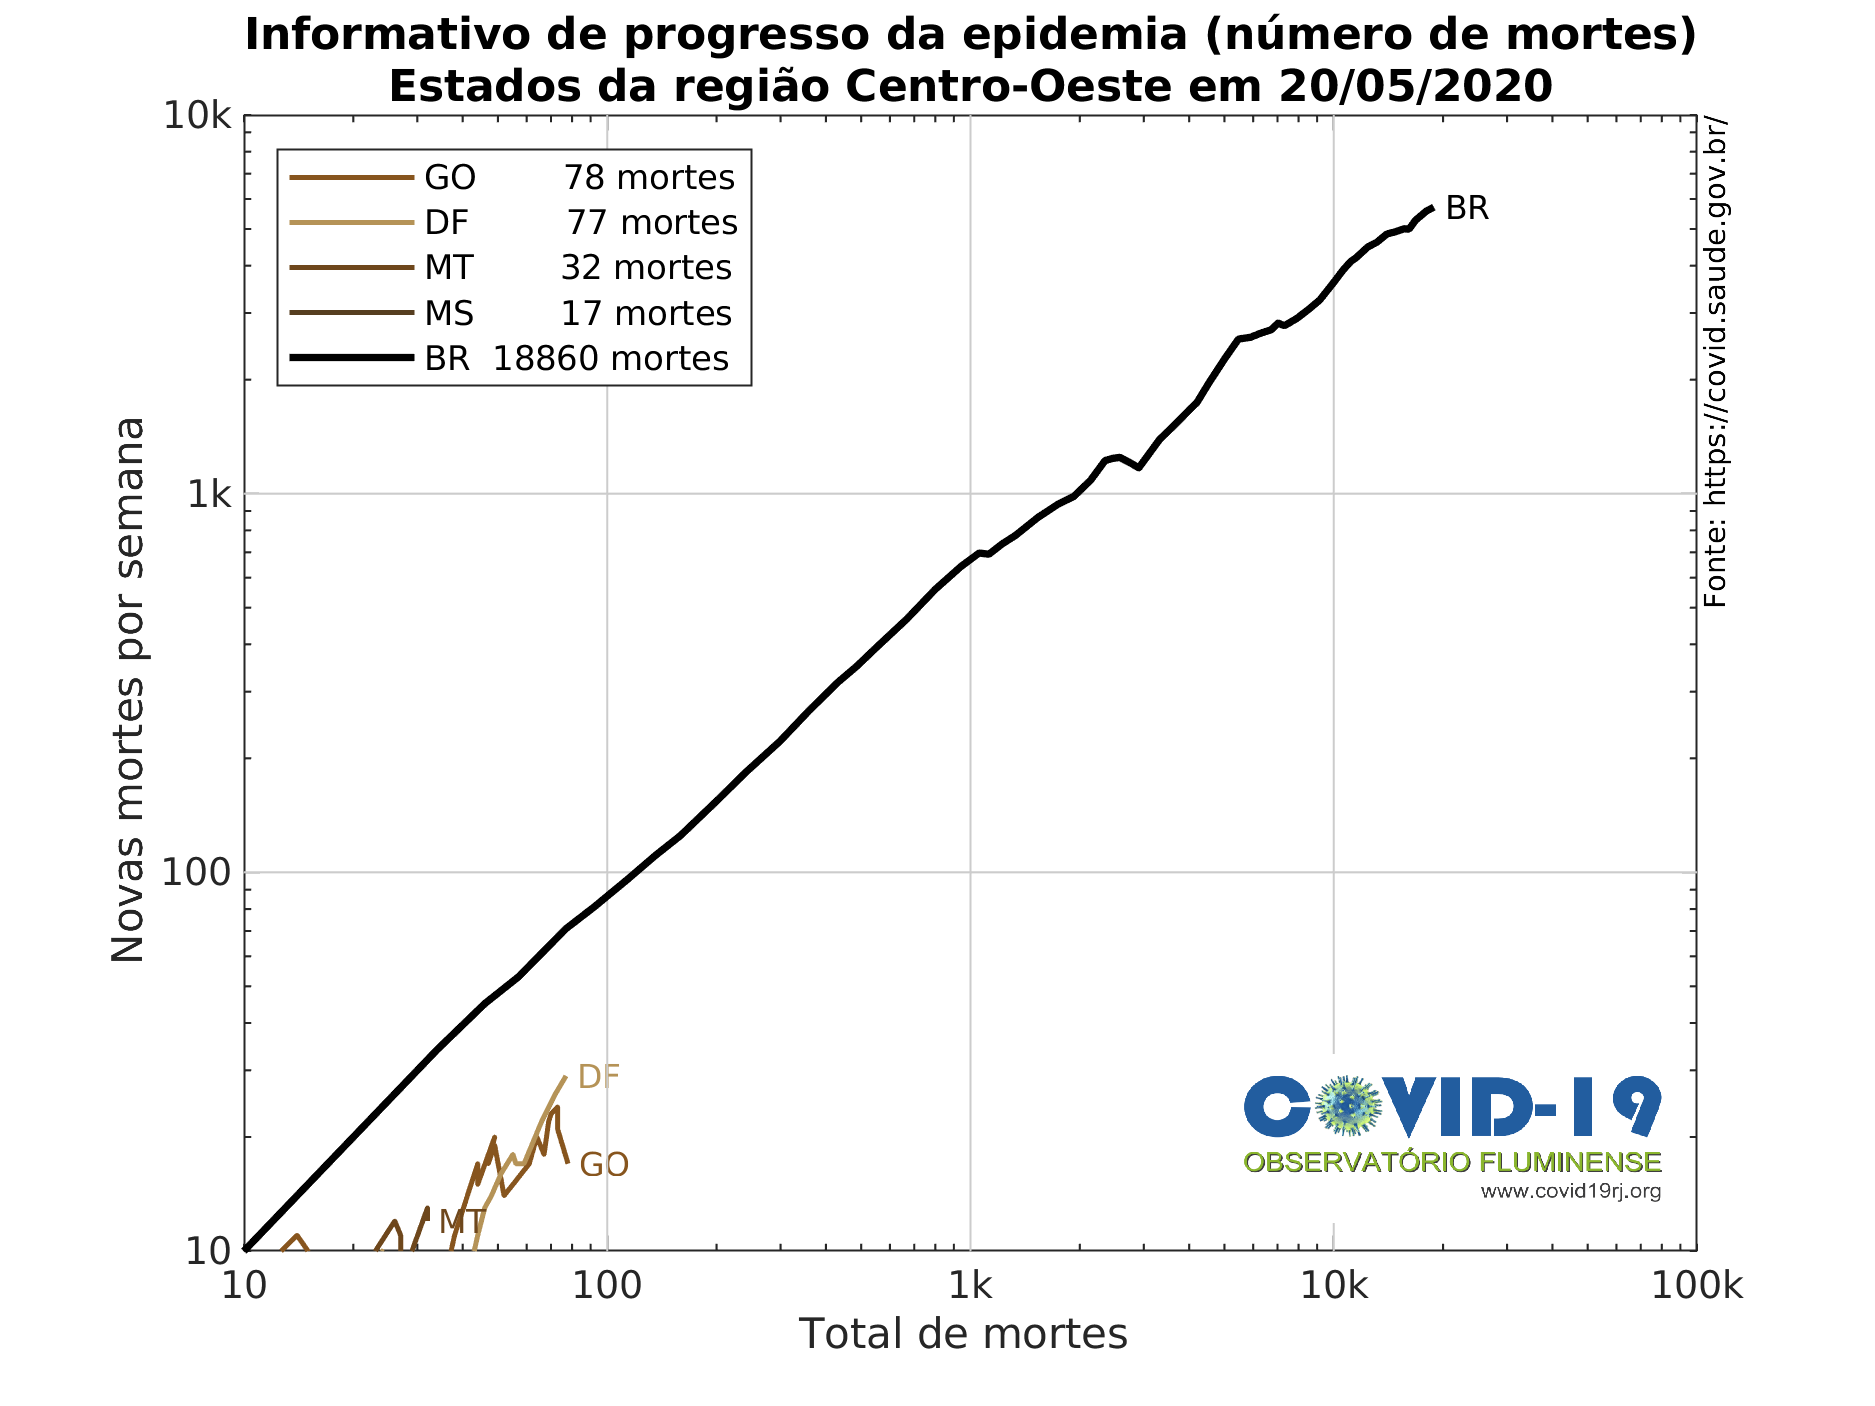 Informativo de progresso da epidemia (número de mortes)
Estados da região Centro-Oeste em 20/05/2020
10k
1k
100
10
Novas mortes por semana
GO 78 mortes
DF 77 mortes
MT 32 mortes
MS 17 mortes
BR 18860 mortes
BR
DF
GO
MT
Fonte: https://covid.saude.gov.br/
COVID-19
OBSERVATÓRIO FLUMINENSE
www.covid19rj.org
10 100 1k 10k 100k
Total de mortes